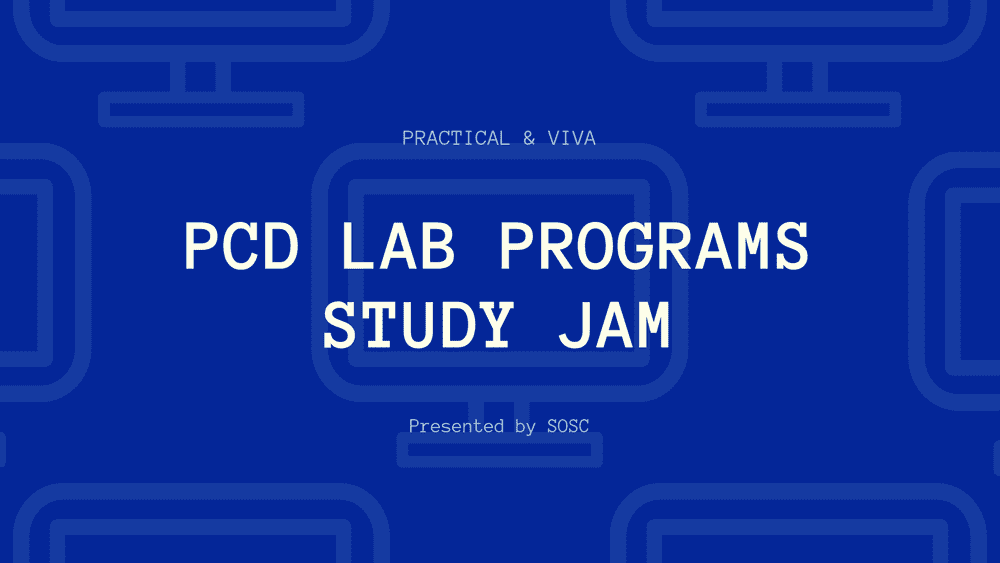 PRACTICAL & VIVA
PCD LAB PROGRAMS
STUDY JAM
Presented by SOSC